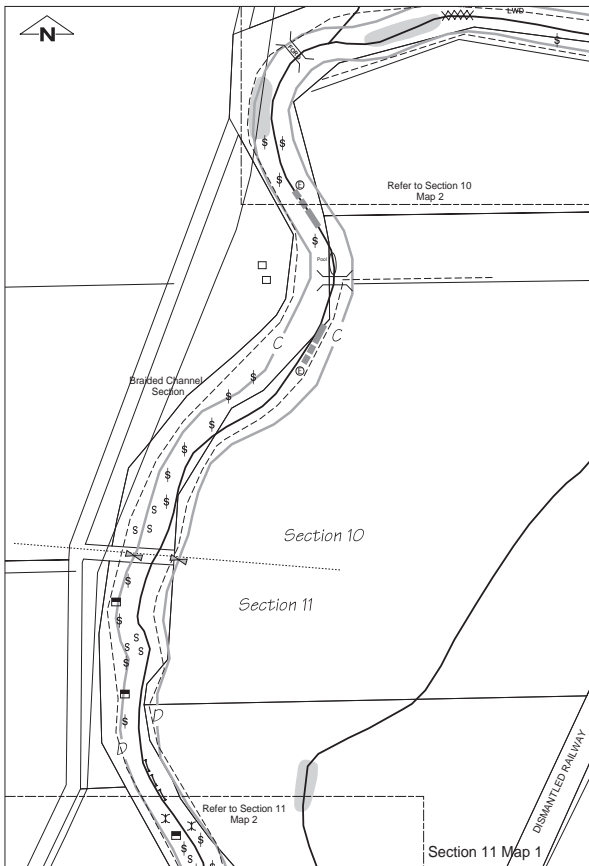 LWD
N
FORD
$
$ $
$
E
Refer to Section 10
Map 2
$
Pool
C C
E
Braided Channel
Section
$
$
$
$
$
S
$
S S
Section 10
$
Section 11
$
S
S S
$
$
D D
DISMANTLED RAILWAY
Refer to Section 11
Map 2
$ $
S
$
Section 11 Map 1